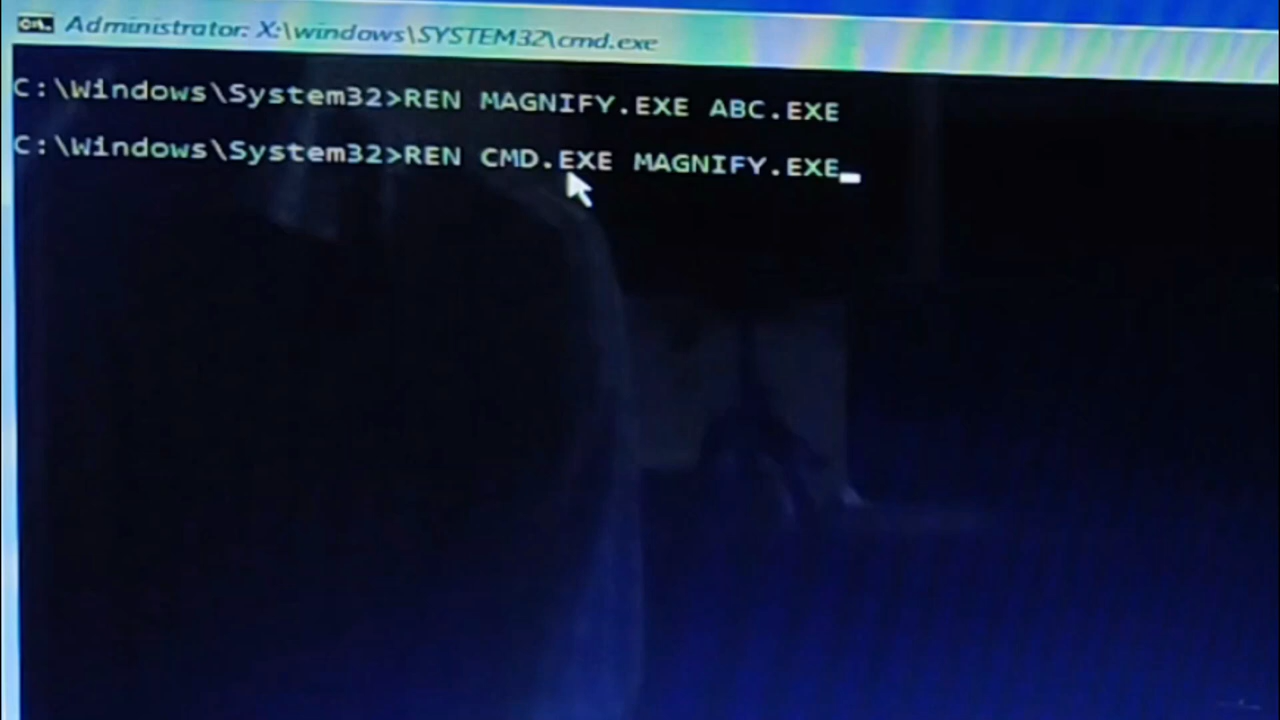 Administrator: X:\windows\SYSTEM32\cmd.exe
C:\Windows\System32>REN MAGNIFY.EXE ABC.EXE
C:\Windows\System32>REN CMD.EXE MAGNIFY.EXE